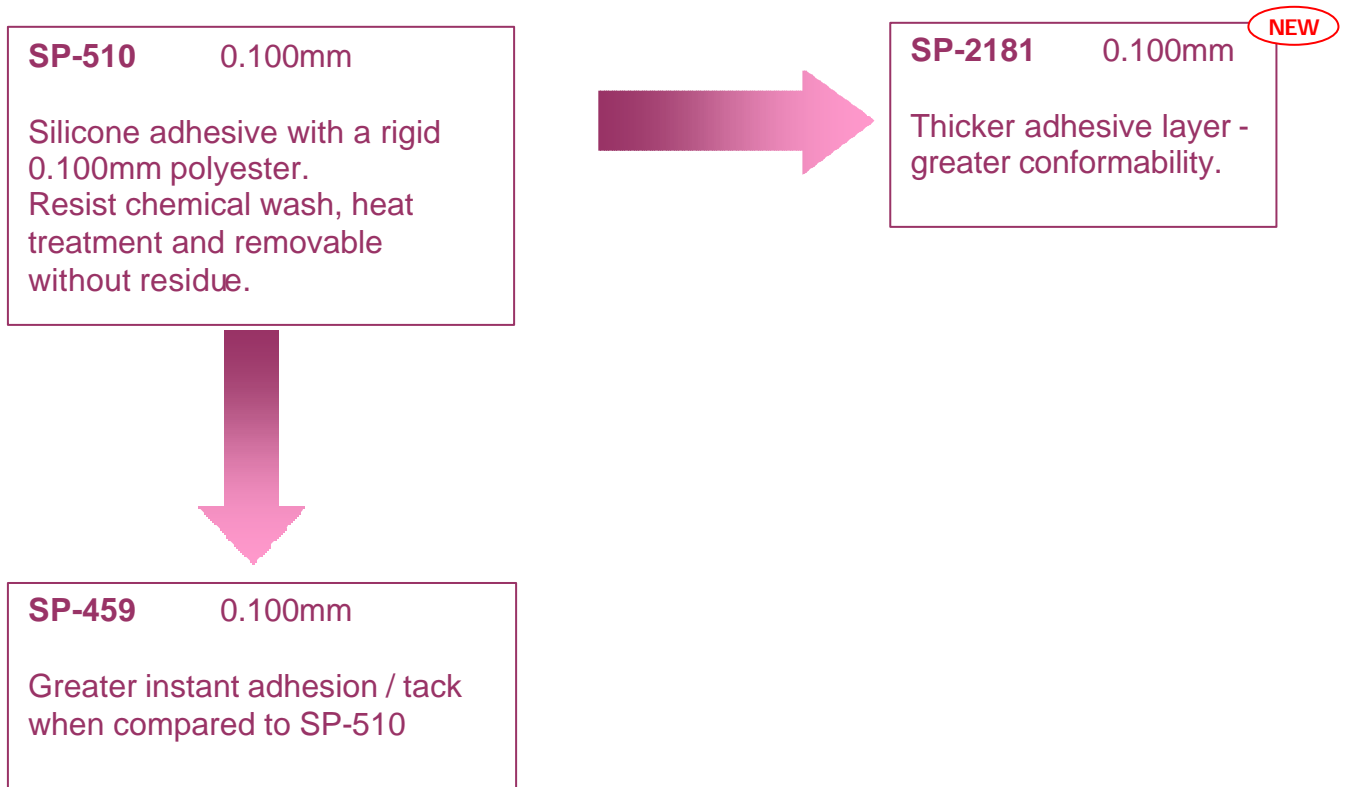 SP-510 0.100mm
Silicone adhesive with a rigid
0.100mm polyester.
Resist chemical wash, heat
treatment and removable
without residue.
NEW
SP-2181 0.100mm
Thicker adhesive layer -
greater conformability.
SP-459 0.100mm
Greater instant adhesion / tack
when compared to SP-510